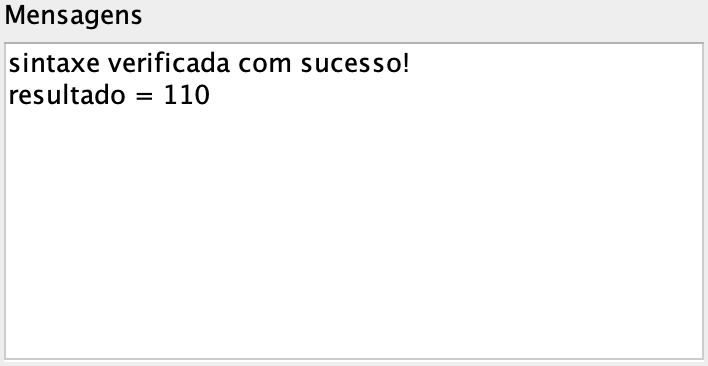 Mensagens
sintaxe verificada com sucesso!
resultado = 110